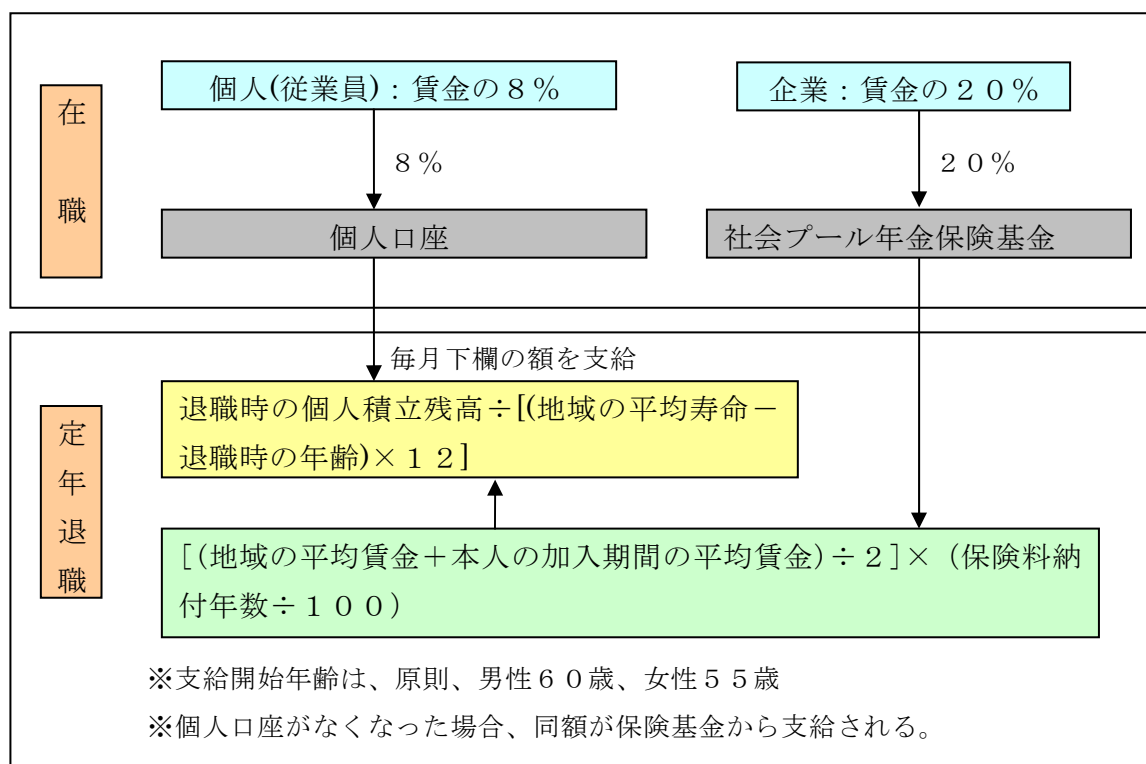 在職
個人(従業員)：賃金の８％
企業：賃金の２０％
８％
２０％
個人口座
社会プール年金保険基金
定年退職
毎月下欄の額を支給
退職時の個人積立残高÷[(地域の平均寿命－
退職時の年齢)×１２]
［(地域の平均賃金＋本人の加入期間の平均賃金)÷２]×（保険料納
付年数÷１００）
※支給開始年齢は、原則、男性６０歳、女性５５歳
※個人口座がなくなった場合、同額が保険基金から支給される。